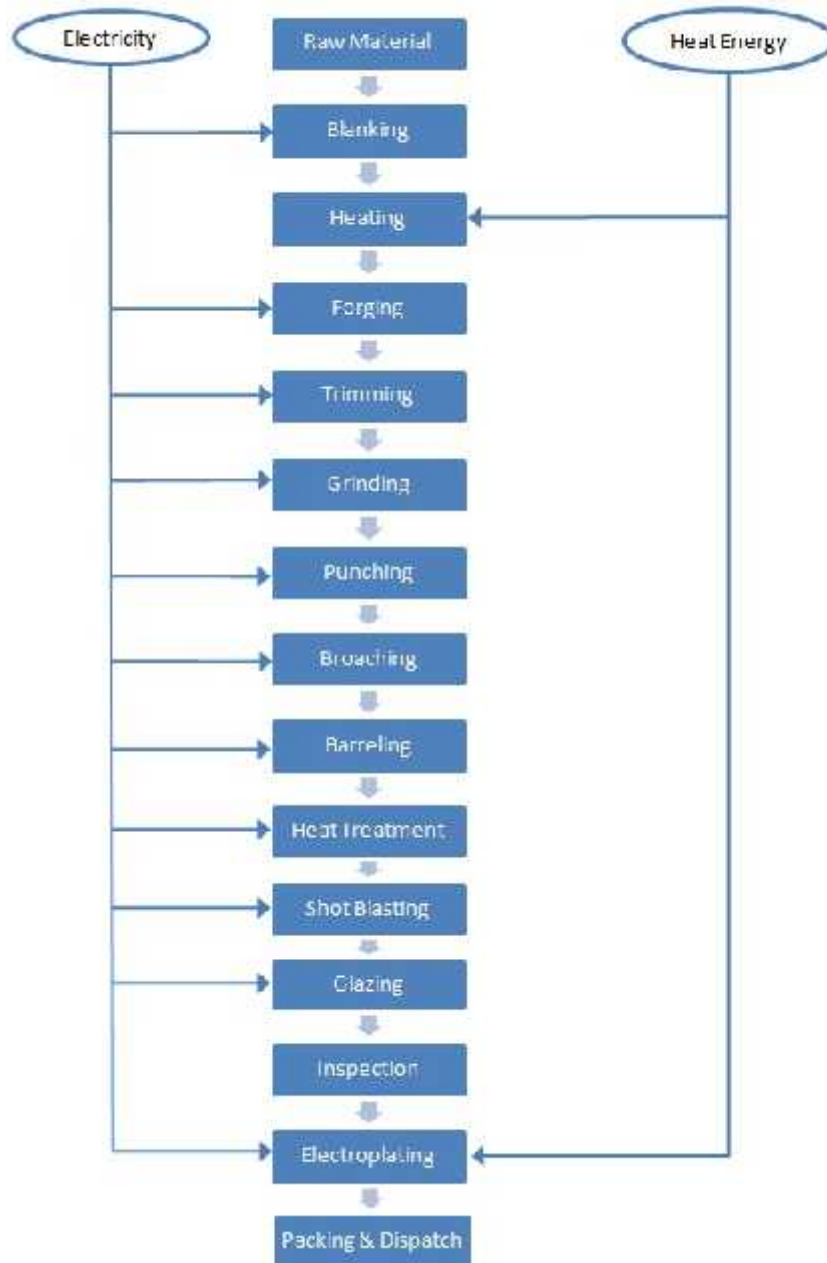 Electricity
Raw Material
Heat Energy
Blanking
Heating
Forging
Trimming
Grinding
Punching
Broaching
Barreling
Heat Treatment
Shot Blasting
Glazing
Inspection
Electroplating
Packing & Dispatch